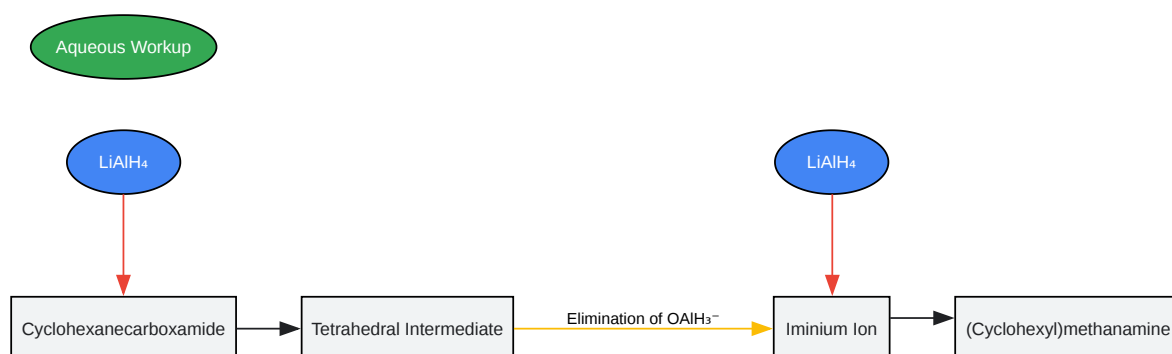 Aqueous Workup
LiAlH₄
LiAlH₄
Cyclohexanecarboxamide
Tetrahedral Intermediate
Elimination of OAlH₃⁻
Iminium Ion
(Cyclohexyl)methanamine